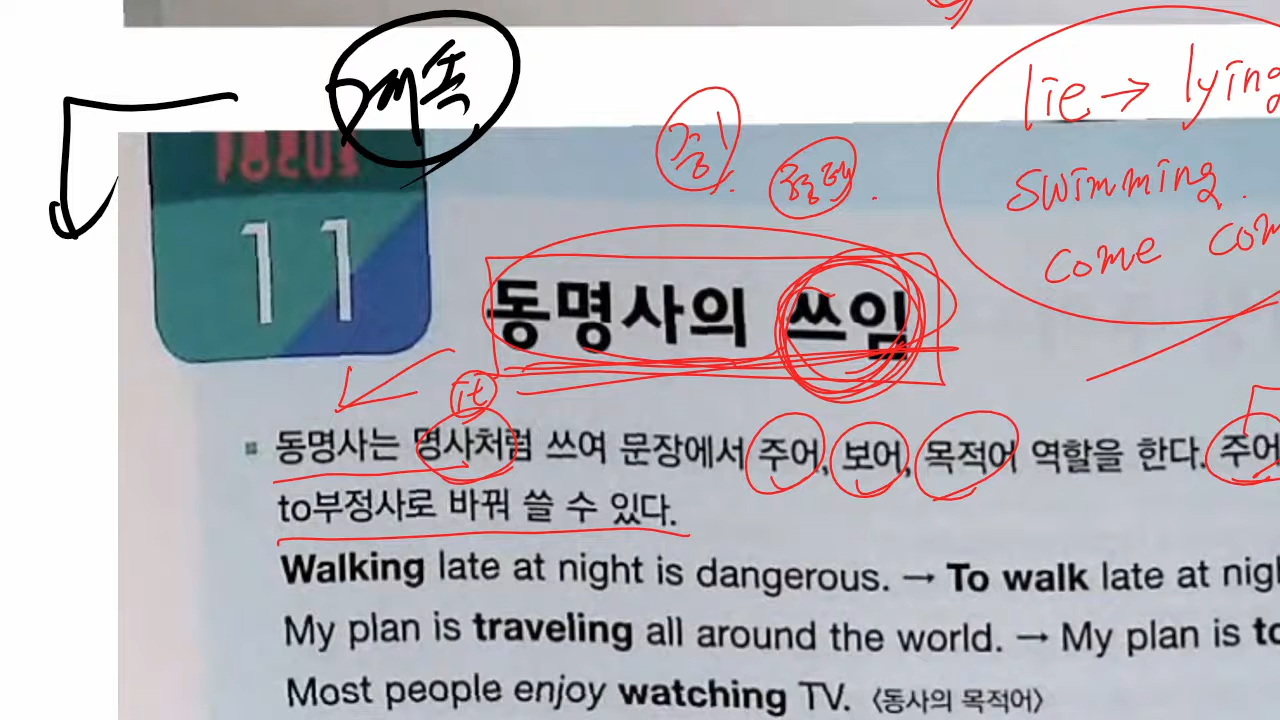 lie → lying
swimming.
come com
FOCUS
11
동명사의 쓰임
it
동명사는 명사처럼 쓰여 문장에서 주어, 보어, 목적어 역할을 한다. 주어
to부정사로 바꿔 쓸 수 있다.
Walking late at night is dangerous. → To walk late at nig
My plan is traveling all around the world. → My plan is to
Most people enjoy watching TV. <동사의 목적어>